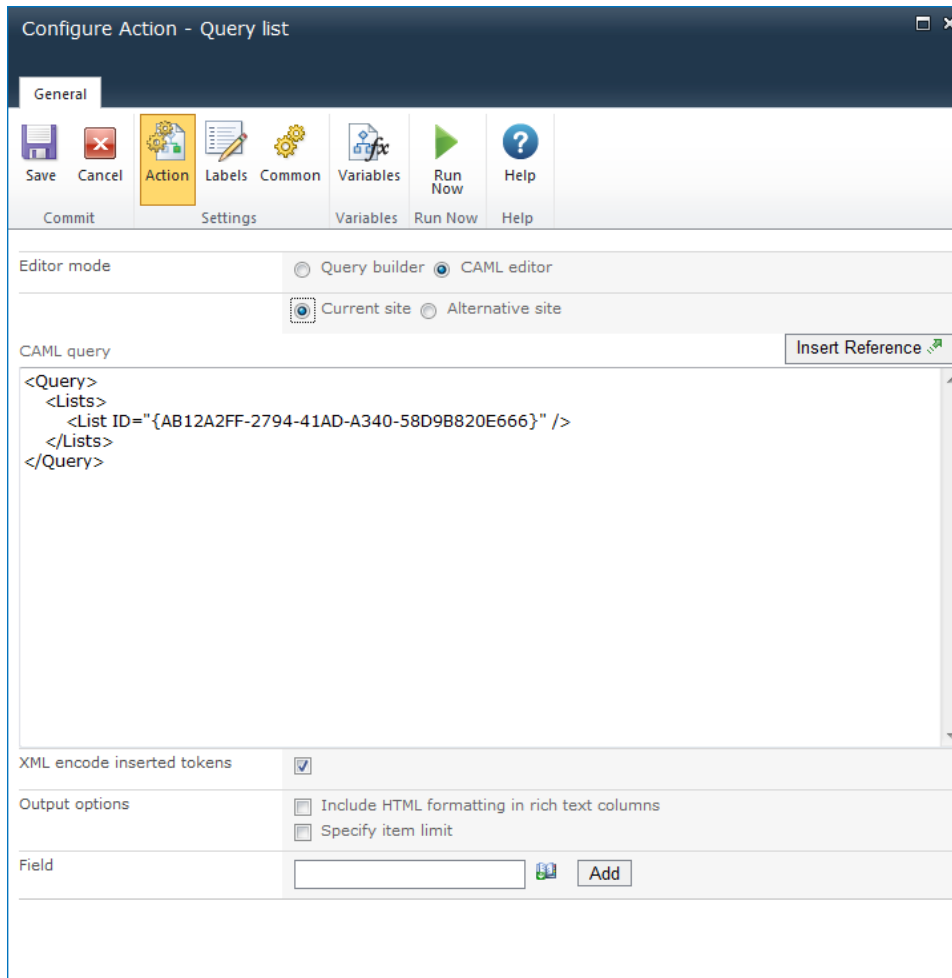 Configure Action - Query list
General
Save Cancel Action Labels Common Variables Run Now Help
Commit Settings Variables Run Now Help
Editor mode Query builder CAML editor
Current site Alternative site
CAML query Insert Reference
<Query>
<Lists>
<List ID="{AB12A2FF-2794-41AD-A340-58D9B820E666}" />
</Lists>
</Query>
XML encode inserted tokens
Output options Include HTML formatting in rich text columns
Specify item limit
Field Add